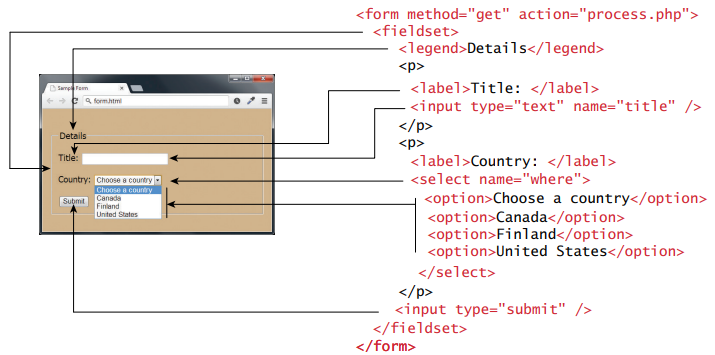 <form method="get" action="process.php">
<fieldset>
<legend>Details</legend>
<p>
<label>Title: </label>
<input type="text" name="title" />
</p>
<p>
<label>Country: </label>
<select name="where">
<option>Choose a country</option>
<option>Canada</option>
<option>Finland</option>
<option>United States</option>
</select>
</p>
<input type="submit" />
</fieldset>
</form>
Sample Form
form.html
Details
Title:
Country: Choose a country
Choose a country
Canada
Finland
United States
Submit